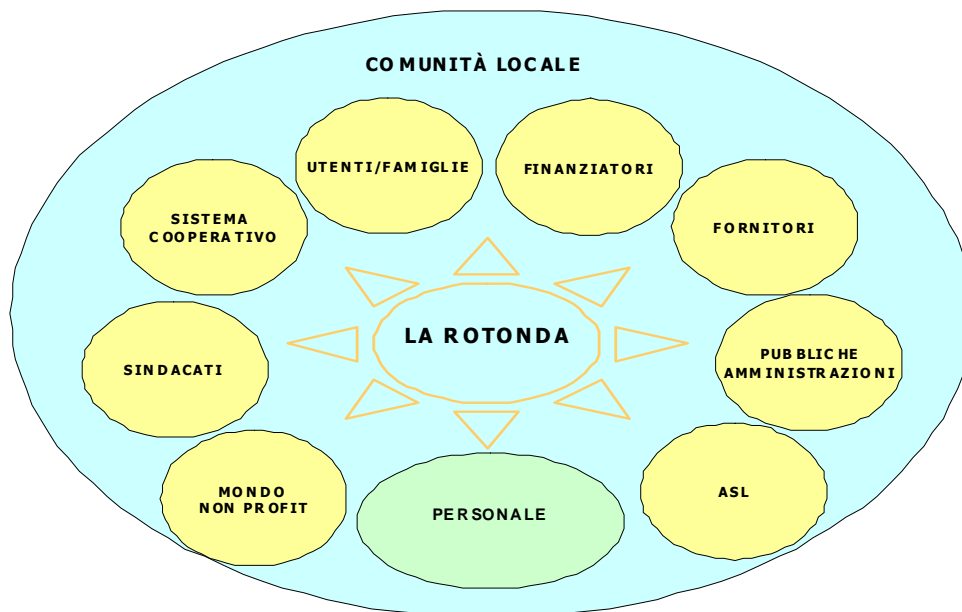 COMUNITÀ LOCALE
UTENTI/FAMIGLIE
FINANZIATORI
SISTEMA
COOPERATIVO
FORNITORI
LA ROTONDA
SINDACATI
PUBBLICHE
AMMINISTRAZIONI
MONDO
NON PROFIT
PERSONALE
ASL